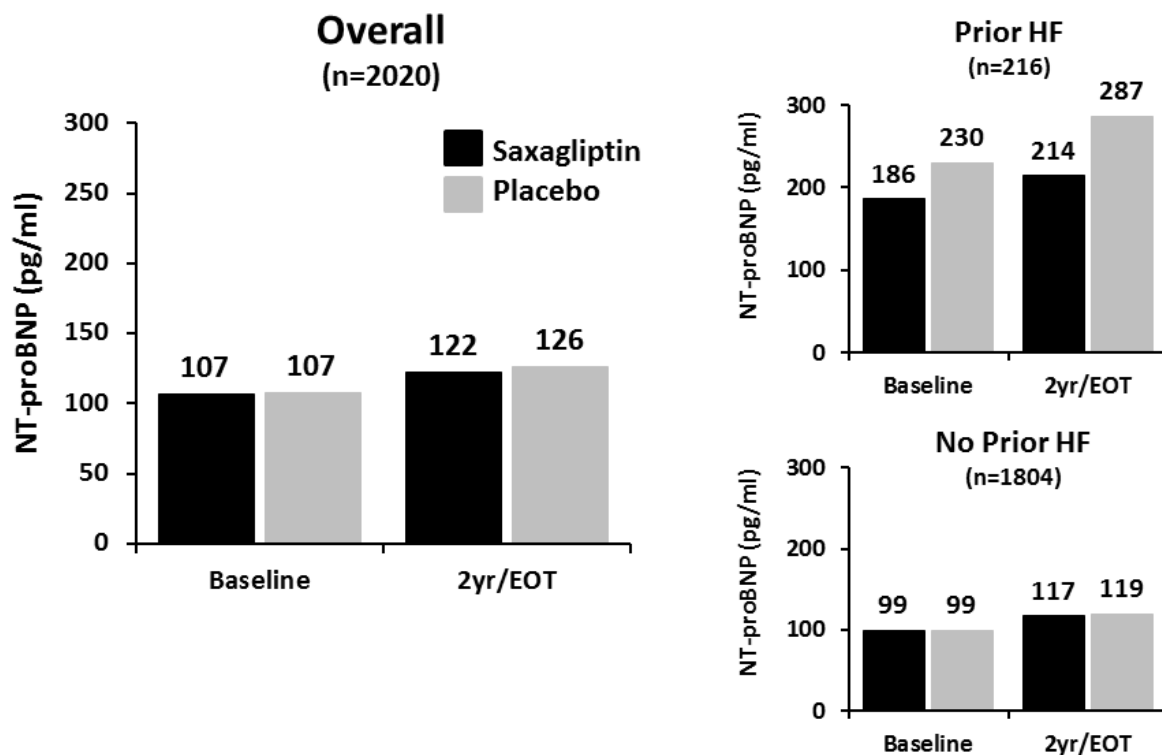 Overall
(n=2020)
NT-proBNP (pg/ml)
300
250
200
150
100
50
0
Saxagliptin
Placebo
107
107
122
126
Baseline
2yr/EOT
Prior HF
(n=216)
NT-proBNP (pg/ml)
300
200
100
0
186
230
214
287
Baseline
2yr/EOT
No Prior HF
(n=1804)
NT-proBNP (pg/ml)
300
200
100
0
99
99
117
119
Baseline
2yr/EOT